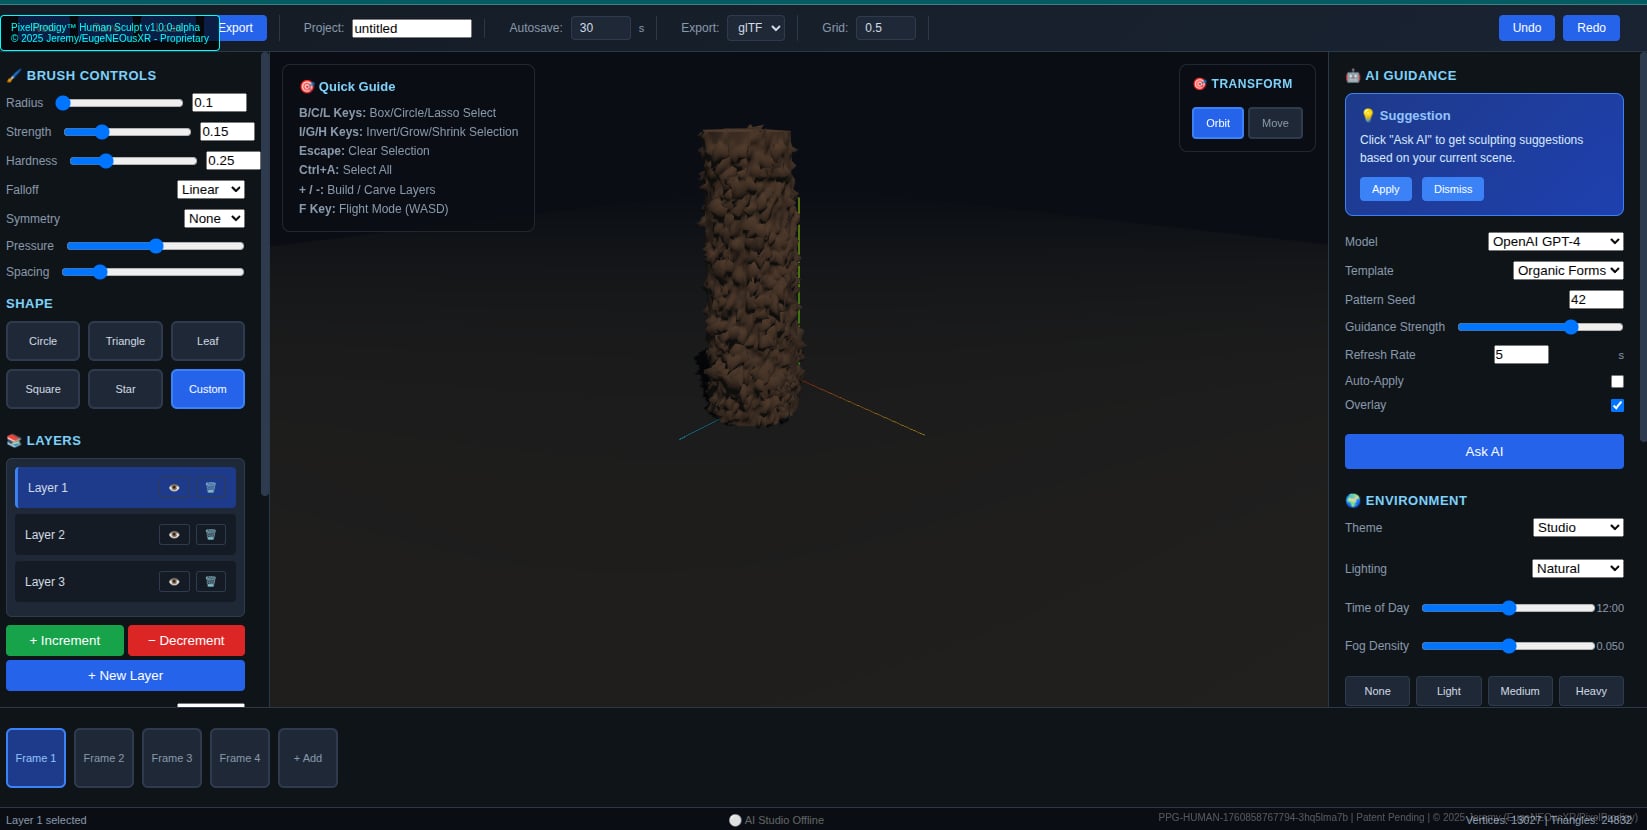 PixelProdigy™ Human Sculpt v1.0.0-alpha
© 2025 Jeremy/EugeNEOusXR - Proprietary
Export
Project: untitled
Autosave: 30 s
Export: glTF
Grid: 0.5
Undo
Redo
🖌️ BRUSH CONTROLS
Radius 0.1
Strength 0.15
Hardness 0.25
Falloff Linear
Symmetry None
Pressure
Spacing
SHAPE
Circle
Triangle
Leaf
Square
Star
Custom
📚 LAYERS
Layer 1
Layer 2
Layer 3
+ Increment
− Decrement
+ New Layer
🎯 Quick Guide
B/C/L Keys: Box/Circle/Lasso Select
I/G/H Keys: Invert/Grow/Shrink Selection
Escape: Clear Selection
Ctrl+A: Select All
+ / -: Build / Carve Layers
F Key: Flight Mode (WASD)
🎯 TRANSFORM
Orbit
Move
🤖 AI GUIDANCE
💡 Suggestion
Click "Ask AI" to get sculpting suggestions
based on your current scene.
Apply
Dismiss
Model OpenAI GPT-4
Template Organic Forms
Pattern Seed 42
Guidance Strength
Refresh Rate 5 s
Auto-Apply
Overlay
Ask AI
🌍 ENVIRONMENT
Theme Studio
Lighting Natural
Time of Day 12:00
Fog Density 0.050
None
Light
Medium
Heavy
Frame 1
Frame 2
Frame 3
Frame 4
+ Add
Layer 1 selected
AI Studio Offline
PPG-HUMAN-1760858767794-3hq5lma7b | Patent Pending | © 2025
Vertices: 13027 | Triangles: 24832